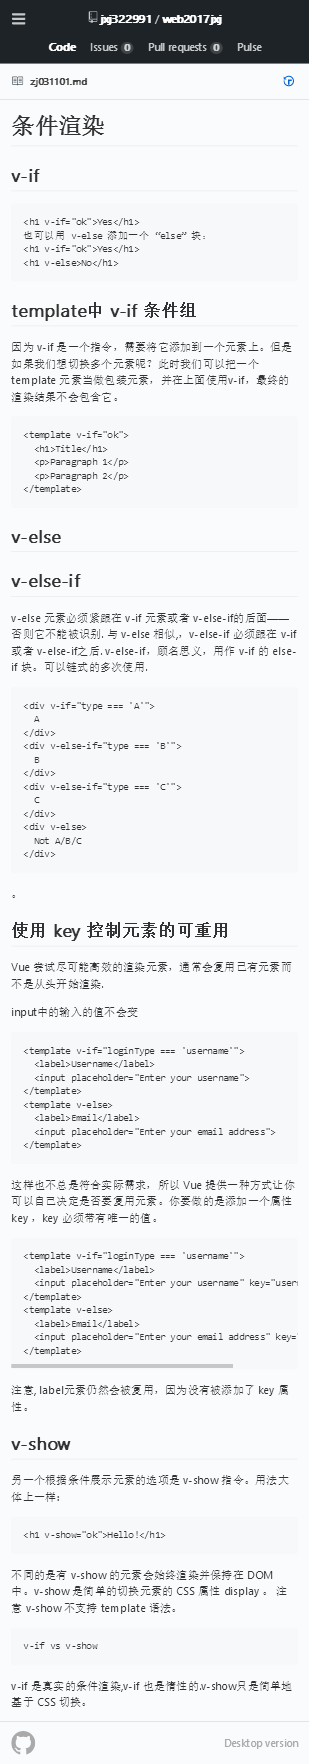 jxj322991 / web2017jxj
Code Issues 0 Pull requests 0 Pulse
zj031101.md
条件渲染
v-if
<h1 v-if="ok">Yes</h1>
也可以用 v-else 添加一个 “else” 块：
<h1 v-if="ok">Yes</h1>
<h1 v-else>No</h1>
template中 v-if 条件组
因为 v-if 是一个指令，需要将它添加到一个元素上。但是
如果我们想切换多个元素呢？此时我们可以把一个
template 元素当做包装元素，并在上面使用v-if，最终的
渲染结果不会包含它。
<template v-if="ok">
<h1>Title</h1>
<p>Paragraph 1</p>
<p>Paragraph 2</p>
</template>
v-else
v-else-if
v-else 元素必须紧跟在 v-if 元素或者 v-else-if的后面——
否则它不能被识别. 与 v-else 相似,，v-else-if 必须跟在 v-if
或者 v-else-if之后. v-else-if，顾名思义，用作 v-if 的 else-
if 块。可以链式的多次使用.
<div v-if="type === 'A'">
A
</div>
<div v-else-if="type === 'B'">
B
</div>
<div v-else-if="type === 'C'">
C
</div>
<div v-else>
Not A/B/C
</div>
。
使用 key 控制元素的可重用
Vue 尝试尽可能高效的渲染元素，通常会复用已有元素而
不是从头开始渲染.
input中的输入的值不会变
<template v-if="loginType === 'username'">
<label>Username</label>
<input placeholder="Enter your username">
</template>
<template v-else>
<label>Email</label>
<input placeholder="Enter your email address">
</template>
这样也不总是符合实际需求，所以 Vue 提供一种方式让你
可以自己决定是否要复用元素。你要做的是添加一个属性
key ，key 必须带有唯一的值。
<template v-if="loginType === 'username'">
<label>Username</label>
<input placeholder="Enter your username" key="user
</template>
<template v-else>
<label>Email</label>
<input placeholder="Enter your email address" key="
</template>
注意, label元素仍然会被复用，因为没有被添加了 key 属
性。
v-show
另一个根据条件展示元素的选项是 v-show 指令。用法大
体上一样：
<h1 v-show="ok">Hello!</h1>
不同的是有 v-show 的元素会始终渲染并保持在 DOM
中。v-show 是简单的切换元素的 CSS 属性 display 。 注
意 v-show 不支持 template 语法。
v-if vs v-show
v-if 是真实的条件渲染,v-if 也是惰性的.v-show只是简单地
基于 CSS 切换。
Desktop version